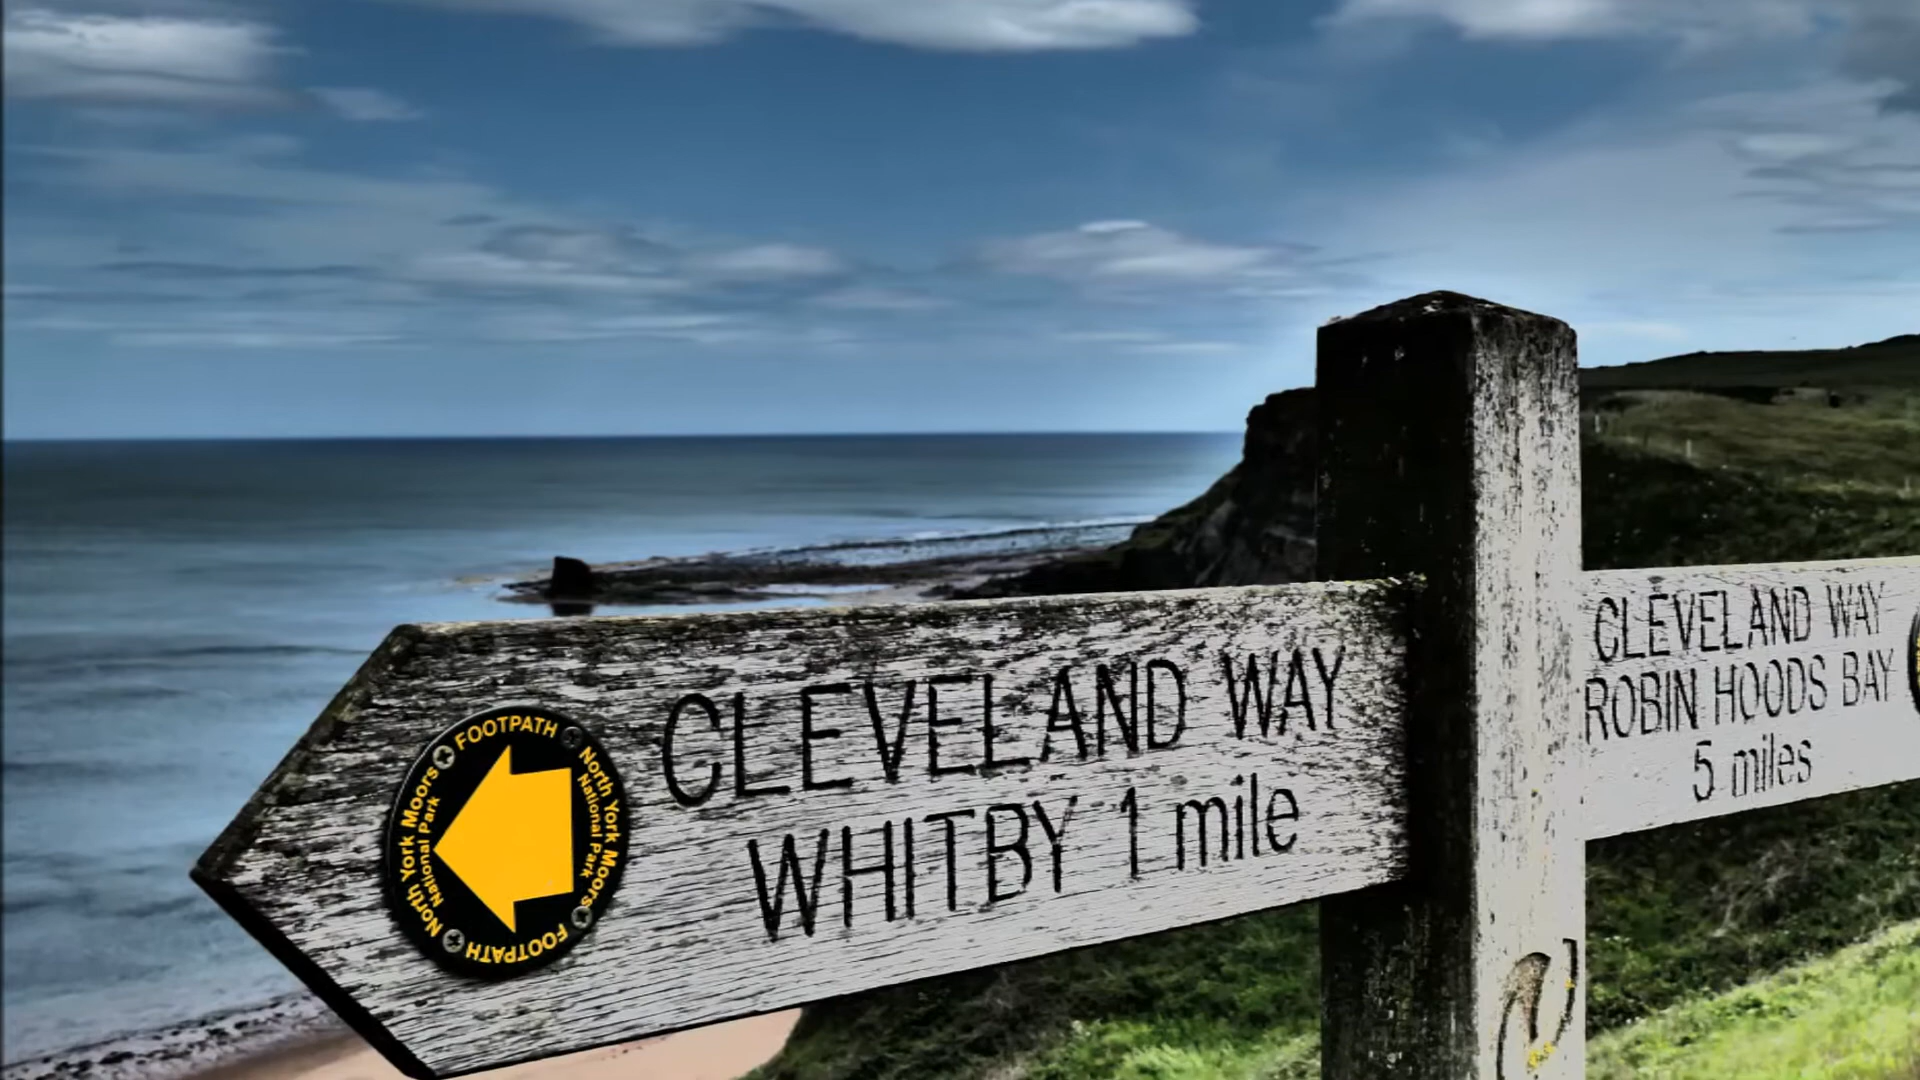 CLEVELAND WAY
WHITBY 1 mile
FOOTPATH
North York Moors
National Park
FOOTPATH
North York Moors
National Park
CLEVELAND WAY
ROBIN HOODS BAY
5 miles